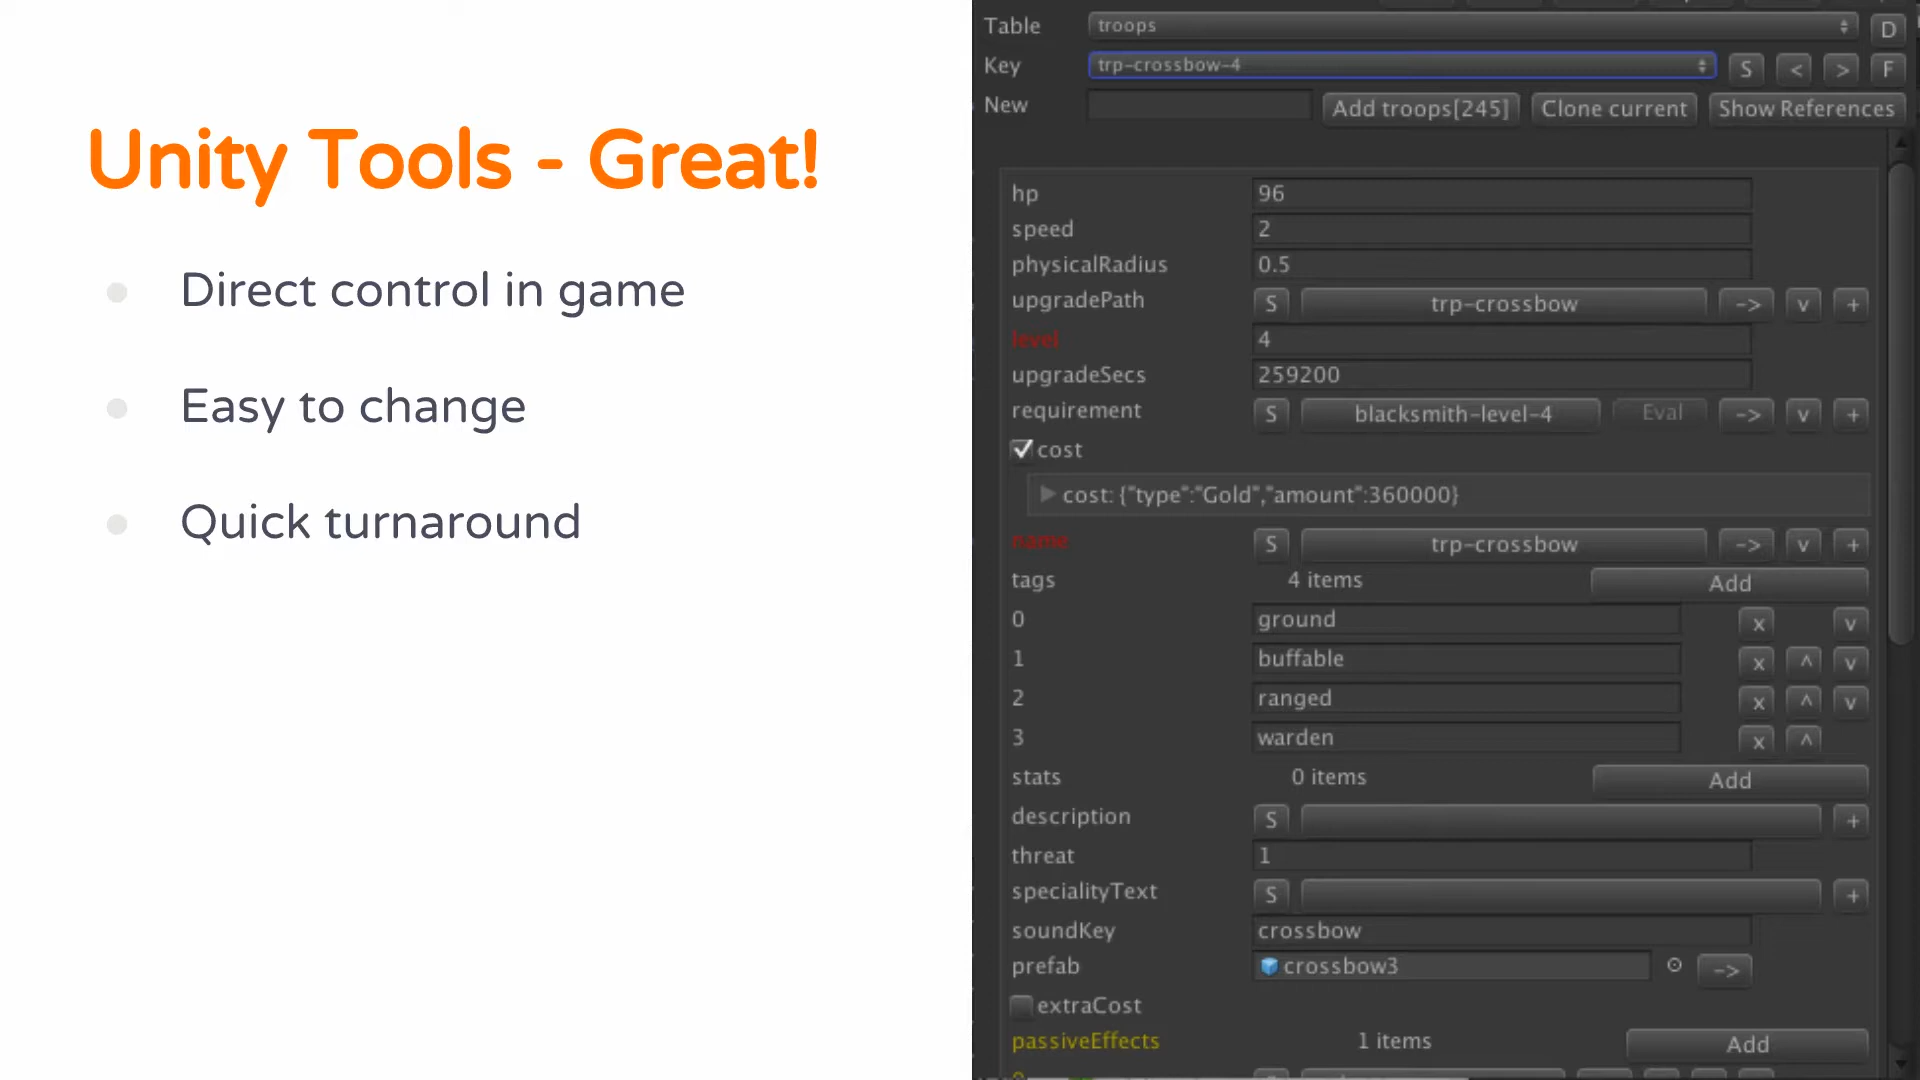 Unity Tools - Great!
Direct control in game
Easy to change
Quick turnaround
Table troops D
Key trp-crossbow-4 S < > F
New Add troops[245] Clone current Show References
hp 96
speed 2
physicalRadius 0.5
upgradePath S trp-crossbow -> v +
level 4
upgradeSecs 259200
requirement S blacksmith-level-4 Eval -> v +
cost
cost: {"type":"Gold","amount":360000}
name S trp-crossbow -> v +
tags 4 items Add
0 ground x v
1 buffable x ^ v
2 ranged x ^ v
3 warden x ^
stats 0 items Add
description S +
threat 1
specialityText S +
soundKey crossbow
prefab crossbow3 ->
extraCost
passiveEffects 1 items Add